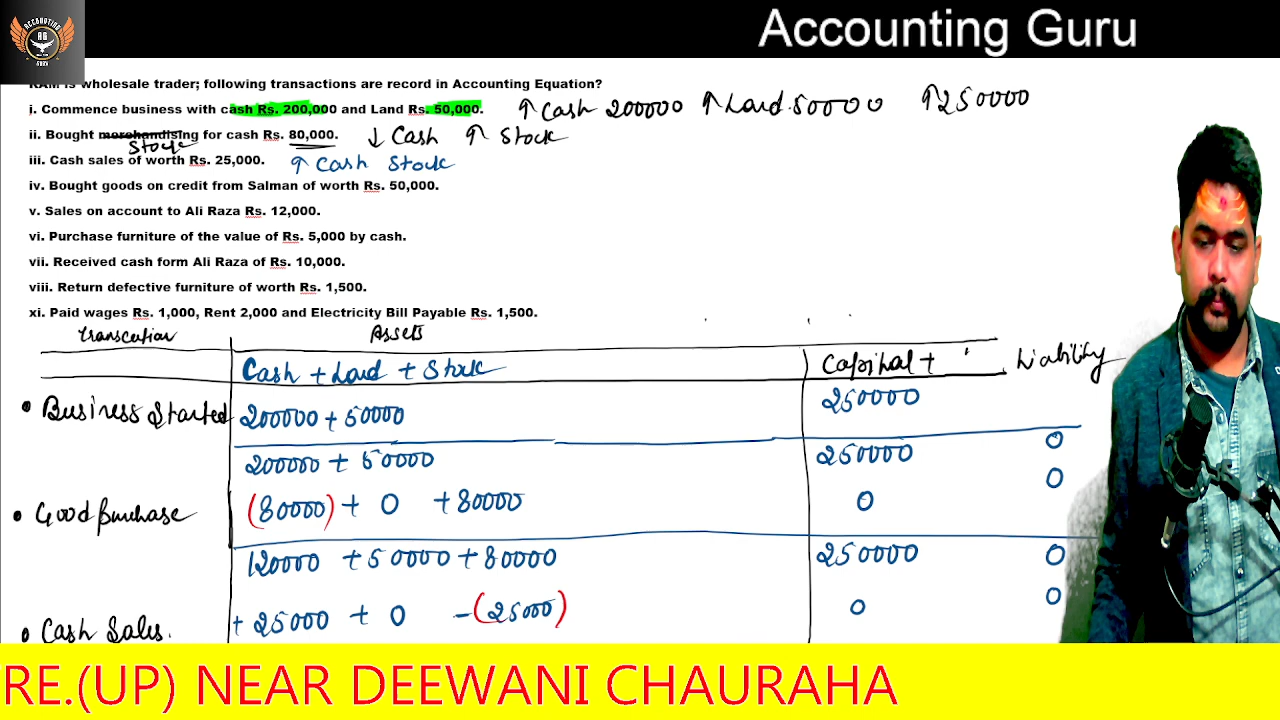 ACCOUNTING
AG
GURU
Accounting Guru
RAM is wholesale trader; following transactions are record in Accounting Equation?
i. Commence business with cash Rs. 200,000 and Land Rs. 50,000. ↑ Cash 200000 ↑ Land 50000 ↑ 250000
ii. Bought merchandising for cash Rs. 80,000. ↓ Cash ↑ Stock
Stock
iii. Cash sales of worth Rs. 25,000. ↑ Cash Stock
iv. Bought goods on credit from Salman of worth Rs. 50,000.
v. Sales on account to Ali Raza Rs. 12,000.
vi. Purchase furniture of the value of Rs. 5,000 by cash.
vii. Received cash form Ali Raza of Rs. 10,000.
viii. Return defective furniture of worth Rs. 1,500.
xi. Paid wages Rs. 1,000, Rent 2,000 and Electricity Bill Payable Rs. 1,500.
Transcation Assets
Cash + Land + Stock Capital + Liability
• Business Started 200000 + 50000 250000
200000 + 50000 250000 0
• Good Purchase (80000) + 0 + 80000 0 0
120000 + 50000 + 80000 250000 0
• Cash Sales. + 25000 + 0 - (25000) 0 0
RE.(UP) NEAR DEEWANI CHAURAHA